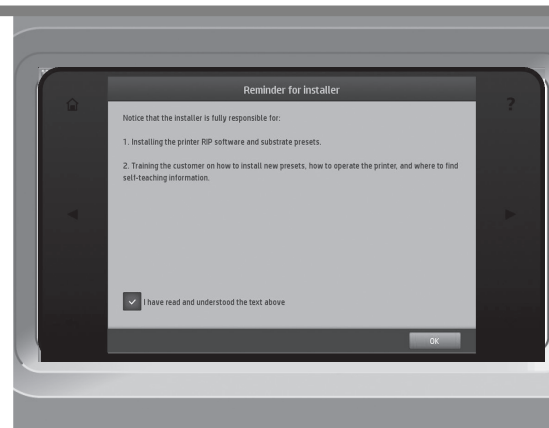 Reminder for installer
?
Notice that the installer is fully responsible for:
1. Installing the printer RIP software and substrate presets.
2. Training the customer on how to install new presets, how to operate the printer, and where to find
self-teaching information.
I have read and understood the text above
OK